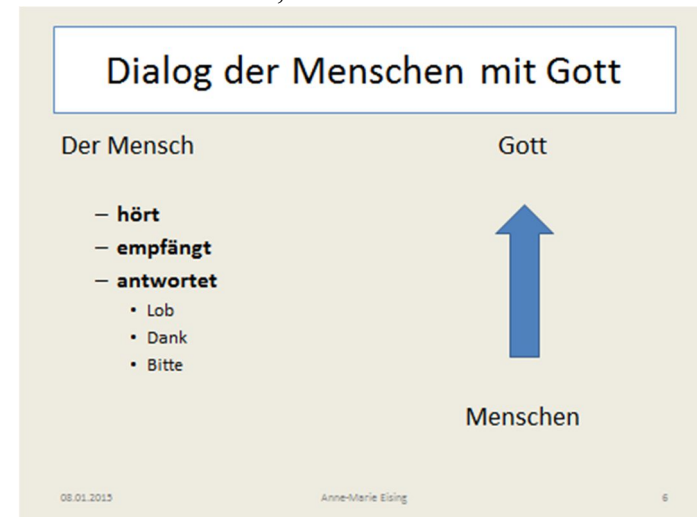 Dialog der Menschen mit Gott
Der Mensch
– hört
– empfängt
– antwortet
• Lob
• Dank
• Bitte
Gott
Menschen
08.01.2015
Anne-Marie Eising
6